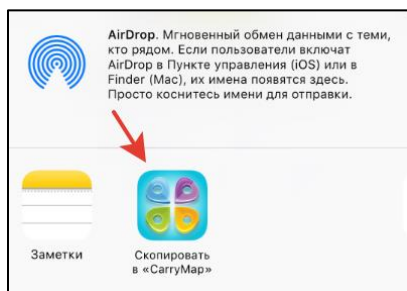 AirDrop. Мгновенный обмен данными с теми,
кто рядом. Если пользователи включат
AirDrop в Пункте управления (iOS) или в
Finder (Mac), их имена появятся здесь.
Просто коснитесь имени для отправки.
Заметки
Скопировать
в «CarryMap»